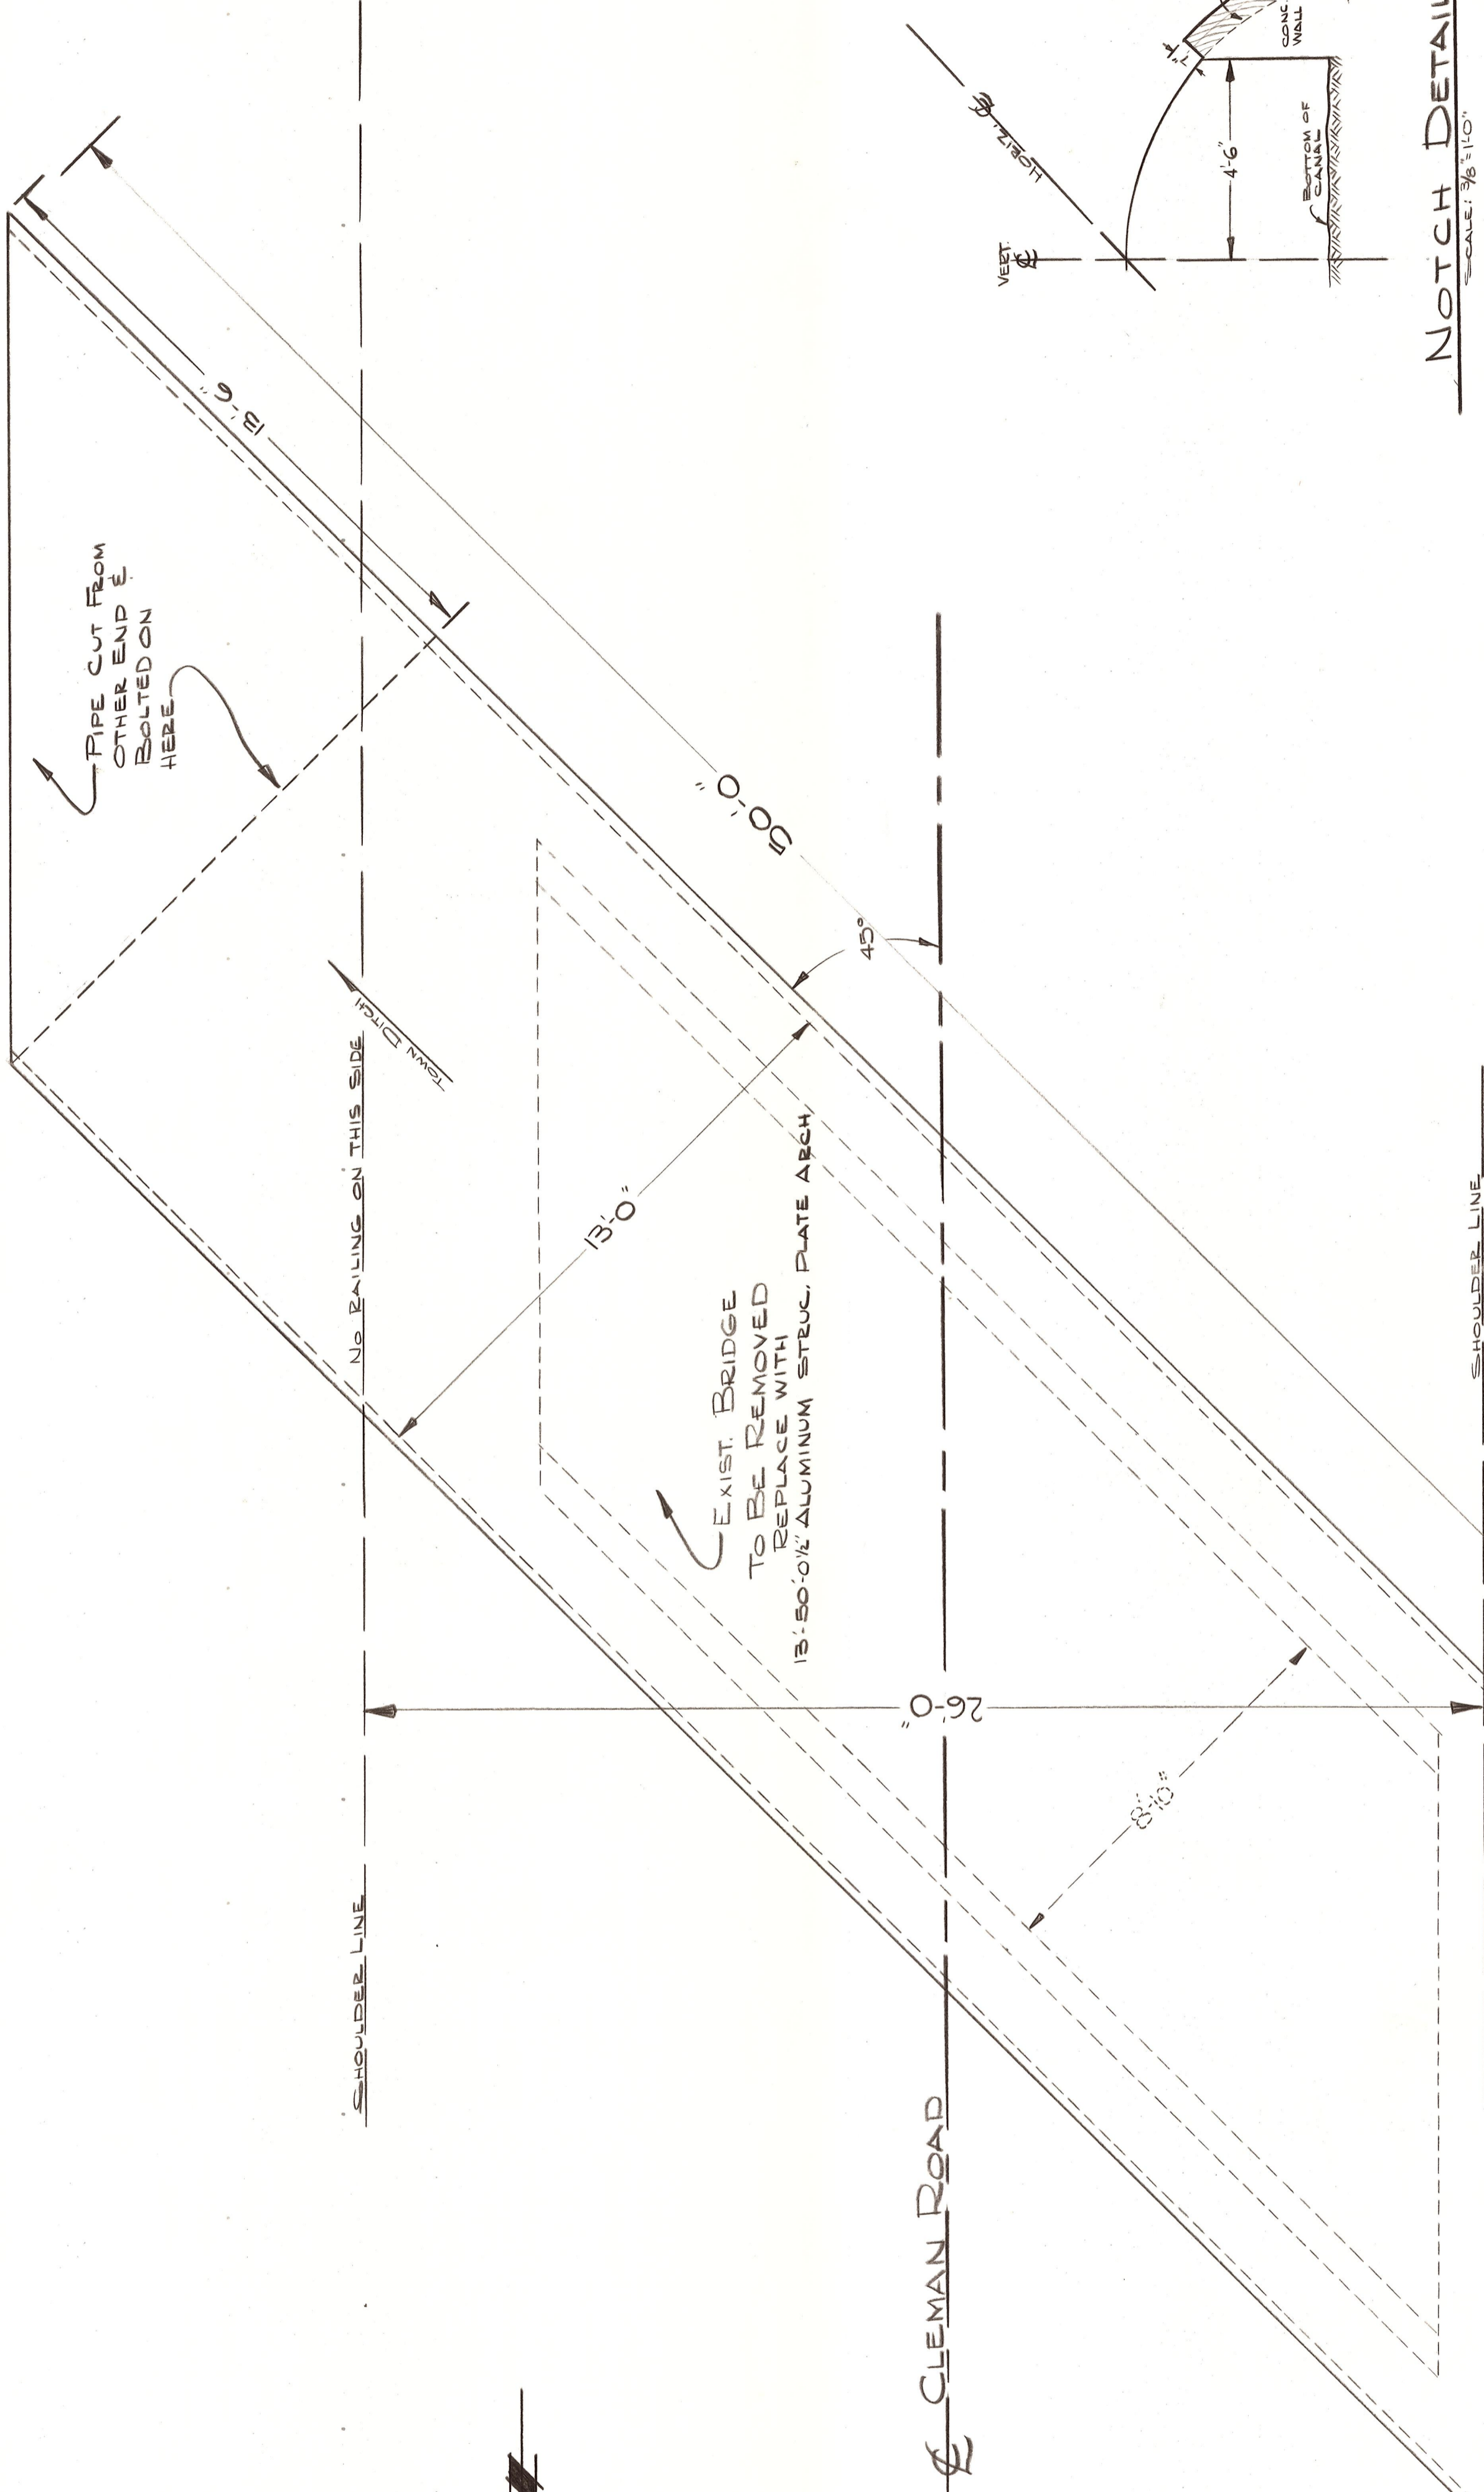 PIPE CUT FROM
OTHER END &
BOLTED ON
HERE
13'-6"
50'-0"
45°
TOWN DITCH
NO RAILING ON THIS SIDE
13'-0"
EXIST. BRIDGE
TO BE REMOVED
REPLACE WITH
13'-50'-0½" ALUMINUM STRUC. PLATE ARCH
26'-0"
8'-10"
SHOULDER LINE
SHOULDER LINE
℄ CLEMAN ROAD
HORIZ. ℄
VERT.
℄
7"
CONC.
WALL
4'-6"
BOTTOM OF
CANAL
NOTCH DETAIL
SCALE: 3/8"=1'-0"